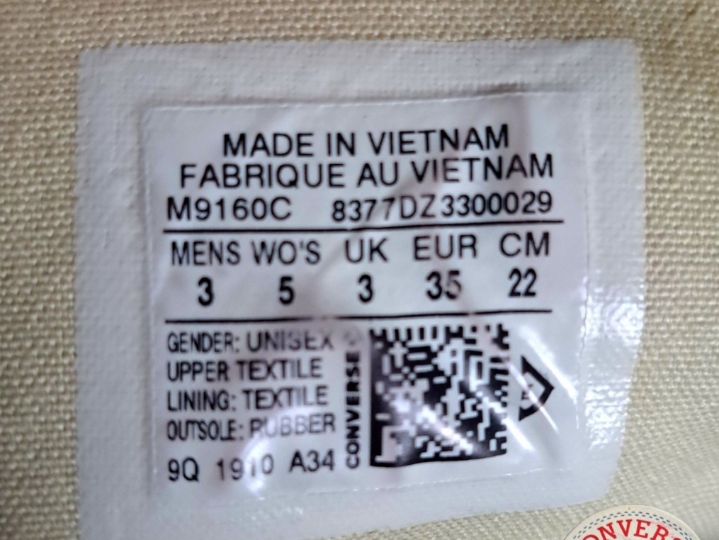 MADE IN VIETNAM
FABRIQUE AU VIETNAM
M9160C 8377DZ3300029
MENS WO'S UK EUR CM
3 5 3 35 22
GENDER: UNISEX
UPPER TEXTILE
LINING: TEXTILE
OUTSOLE: RUBBER
9Q 1910 A34
CONVERSE
CONVERS